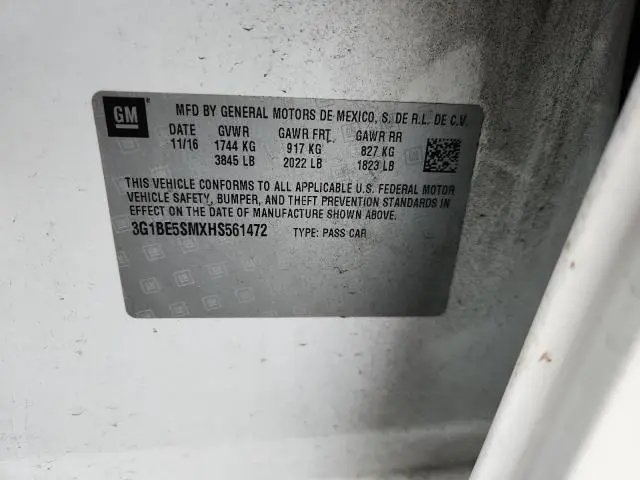 GM
MFD BY GENERAL MOTORS DE MEXICO, S. DE R.L. DE C.V.
DATE GVWR GAWR FRT GAWR RR
11/16 1744 KG 917 KG 827 KG
3845 LB 2022 LB 1823 LB
THIS VEHICLE CONFORMS TO ALL APPLICABLE U.S. FEDERAL MOTOR
VEHICLE SAFETY, BUMPER, AND THEFT PREVENTION STANDARDS IN
EFFECT ON THE DATE OF MANUFACTURE SHOWN ABOVE.
3G1BE5SMXHS561472 TYPE: PASS CAR